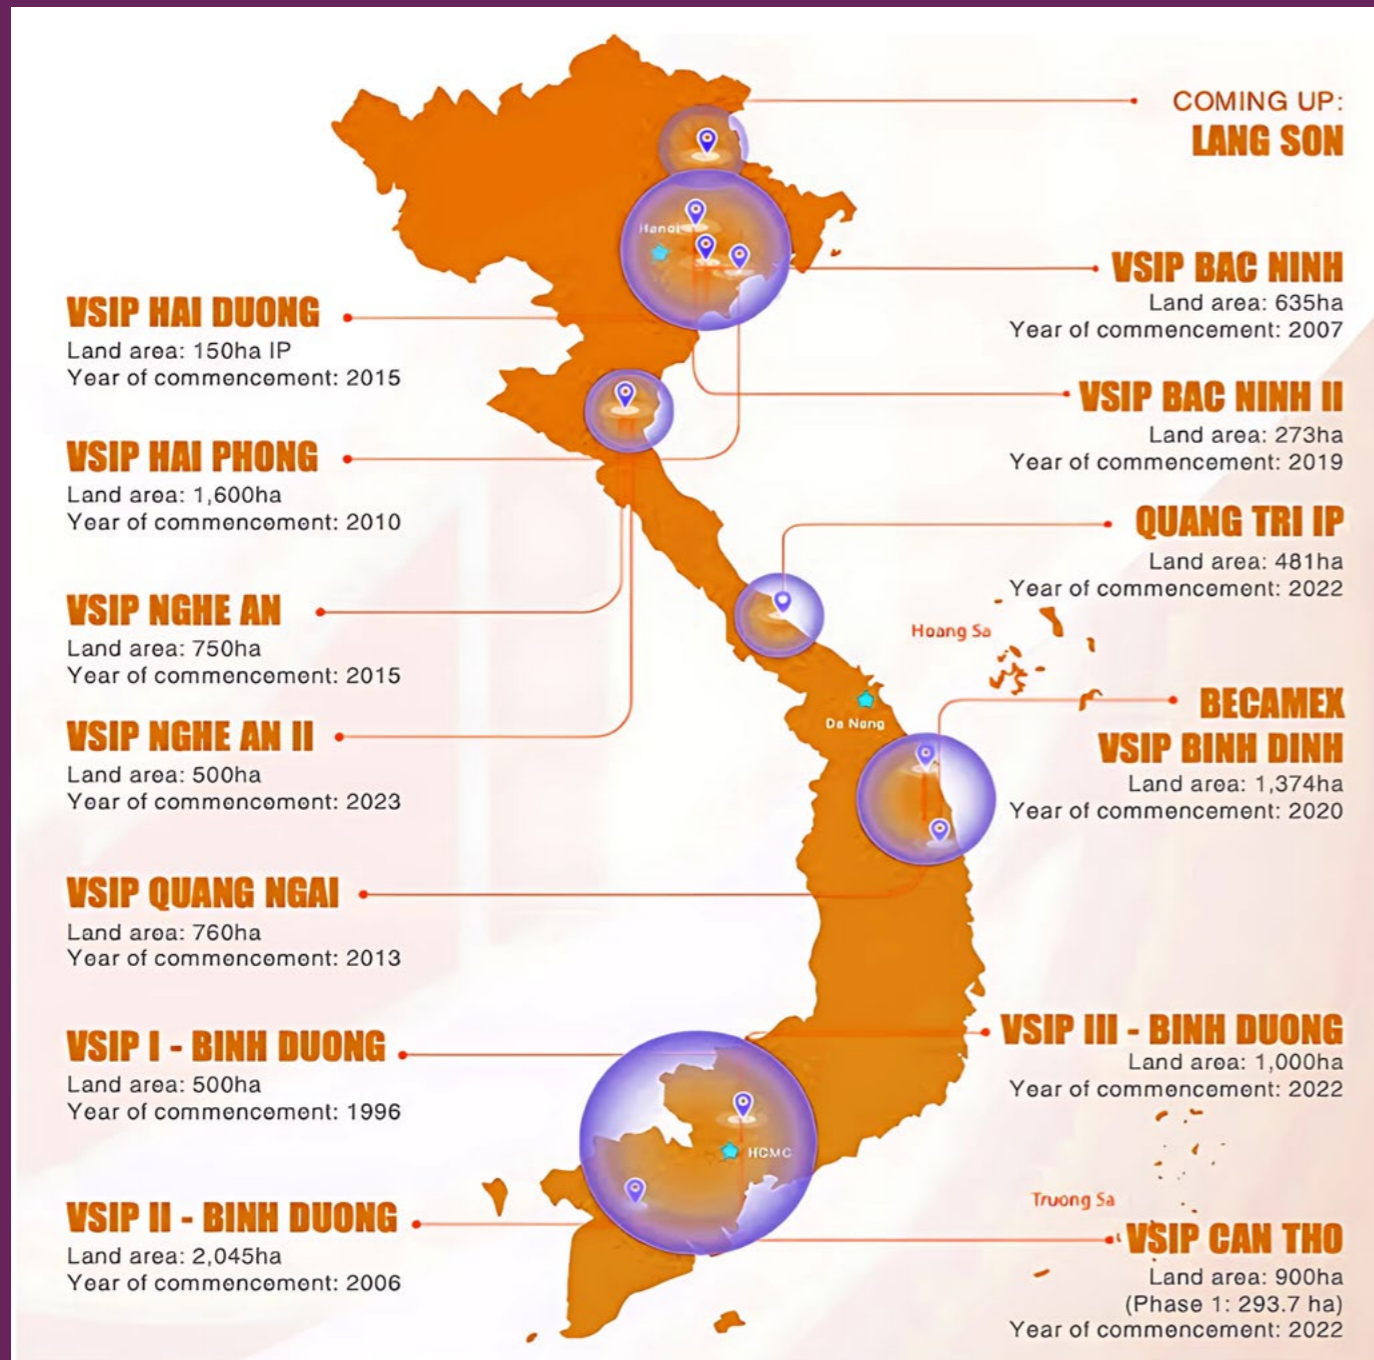 COMING UP:
LANG SON
Hanoi
VSIP BAC NINH
Land area: 635ha
Year of commencement: 2007
VSIP HAI DUONG
Land area: 150ha IP
Year of commencement: 2015
VSIP BAC NINH II
Land area: 273ha
Year of commencement: 2019
VSIP HAI PHONG
Land area: 1,600ha
Year of commencement: 2010
QUANG TRI IP
Land area: 481ha
Year of commencement: 2022
VSIP NGHE AN
Land area: 750ha
Year of commencement: 2015
Hoang Sa
VSIP NGHE AN II
Land area: 500ha
Year of commencement: 2023
Da Nang
BECAMEX
VSIP BINH DINH
Land area: 1,374ha
Year of commencement: 2020
VSIP QUANG NGAI
Land area: 760ha
Year of commencement: 2013
VSIP I - BINH DUONG
Land area: 500ha
Year of commencement: 1996
VSIP III - BINH DUONG
Land area: 1,000ha
Year of commencement: 2022
HCMC
VSIP II - BINH DUONG
Land area: 2,045ha
Year of commencement: 2006
Truong Sa
VSIP CAN THO
Land area: 900ha
(Phase 1: 293.7 ha)
Year of commencement: 2022